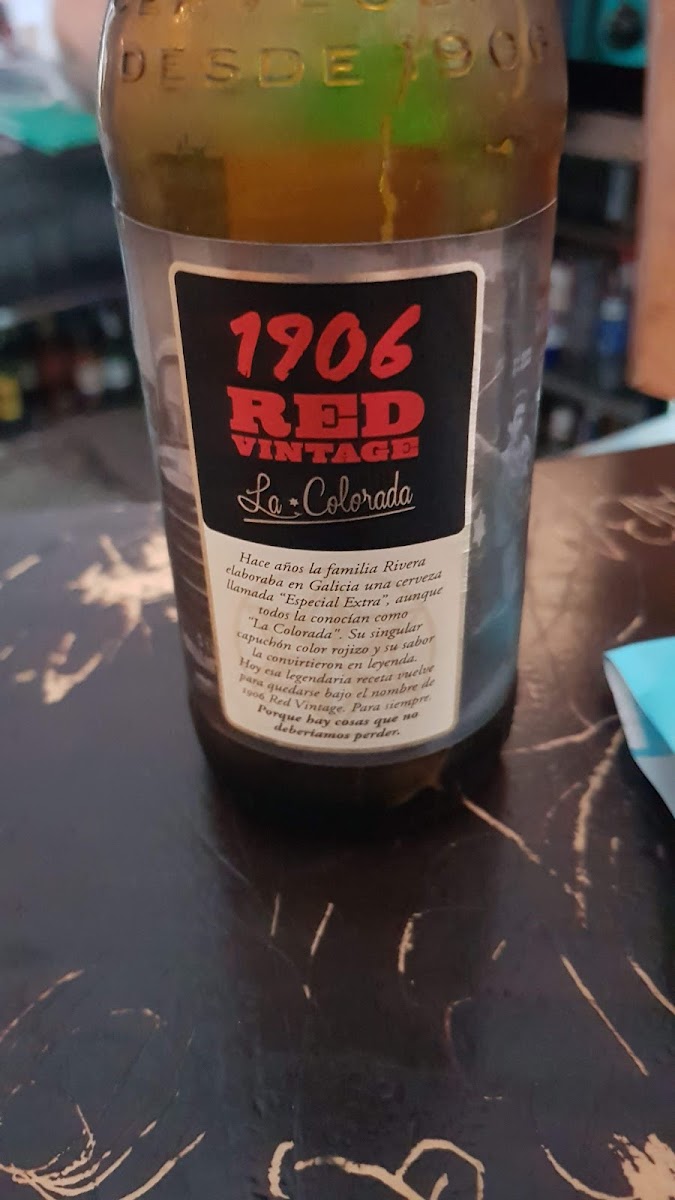 DESDE 1906
1906
RED
VINTAGE
La Colorada
Hace años la familia Rivera
elaboraba en Galicia una cerveza
llamada "Especial Extra", aunque
todos la conocían como
"La Colorada". Su singular
capuchón color rojizo y su sabor
la convirtieron en leyenda.
Hoy esa legendaria receta vuelve
para quedarse bajo el nombre de
1906 Red Vintage. Para siempre.
Porque hay cosas que no
deberíamos perder.